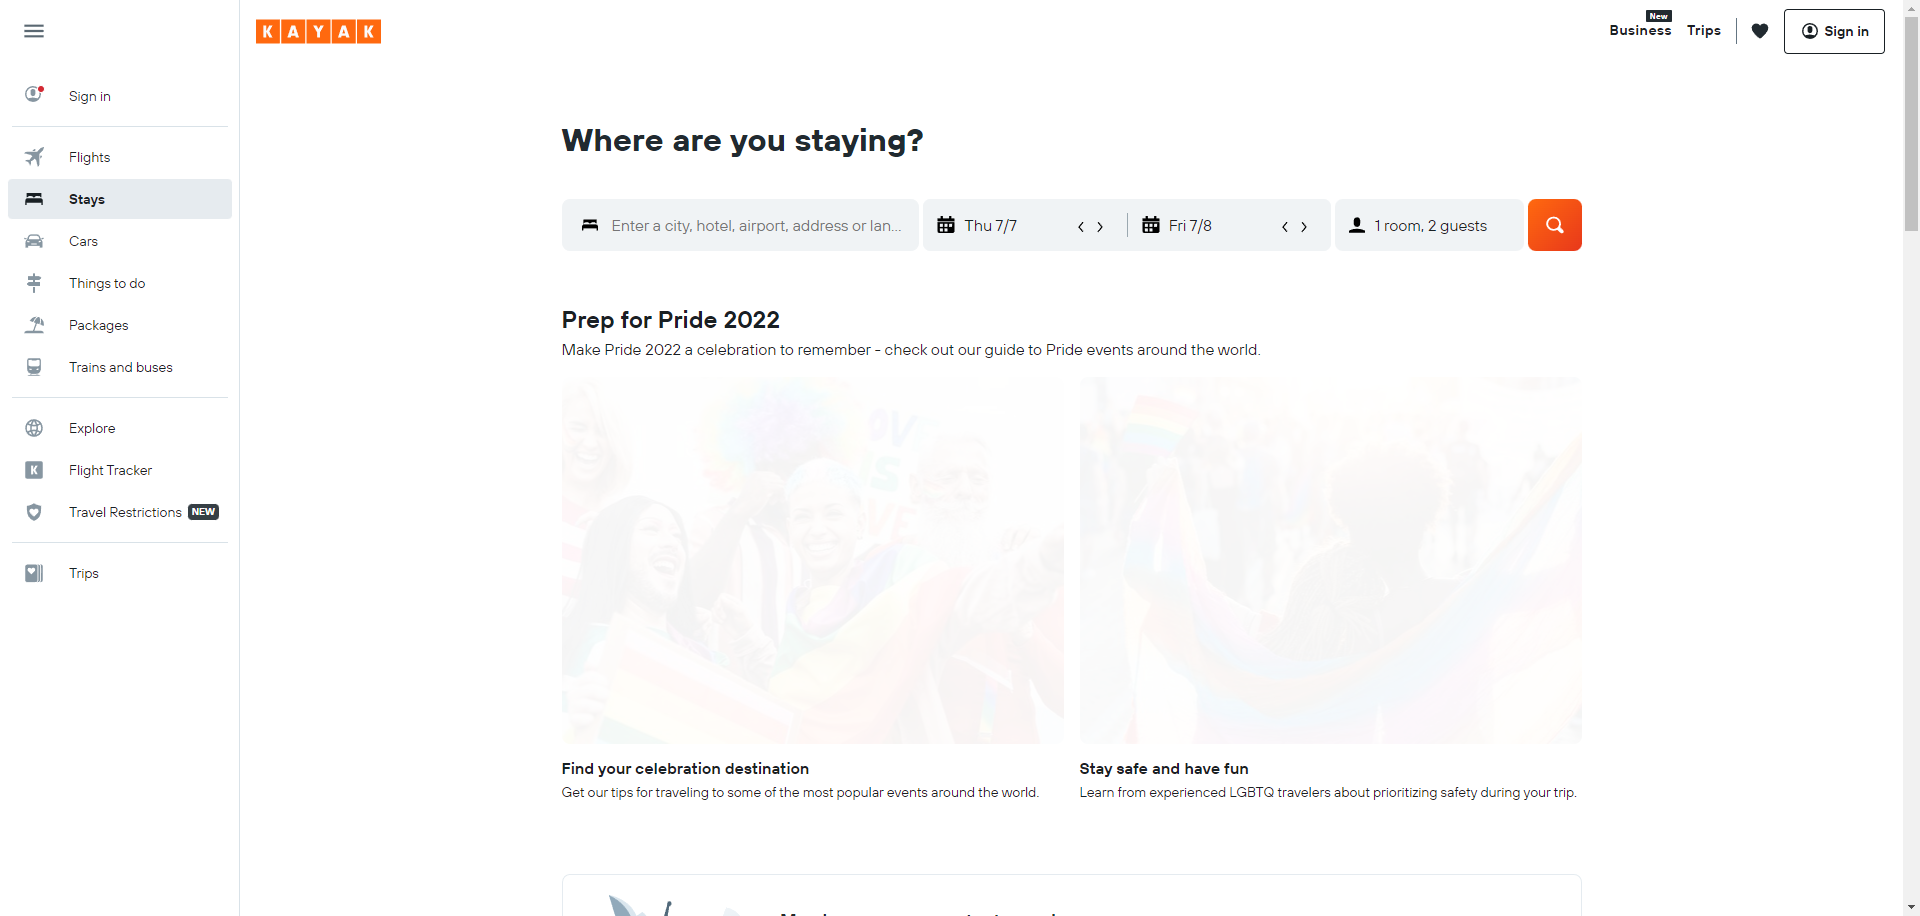 KAYAK
New
Business
Trips
Sign in
Sign in
Flights
Stays
Cars
Things to do
Packages
Trains and buses
Explore
K
Flight Tracker
Travel Restrictions NEW
Trips
Where are you staying?
Enter a city, hotel, airport, address or lan...
Thu 7/7
Fri 7/8
1 room, 2 guests
Prep for Pride 2022
Make Pride 2022 a celebration to remember - check out our guide to Pride events around the world.
Find your celebration destination
Get our tips for traveling to some of the most popular events around the world.
Stay safe and have fun
Learn from experienced LGBTQ travelers about prioritizing safety during your trip.